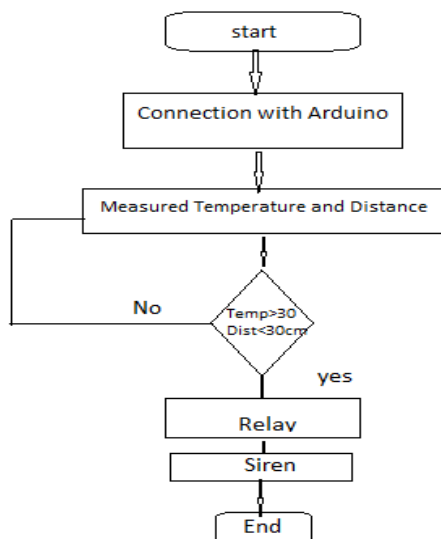 start
Connection with Arduino
Measured Temperature and Distance
No
Temp>30
Dist<30cm
yes
Relay
Siren
End